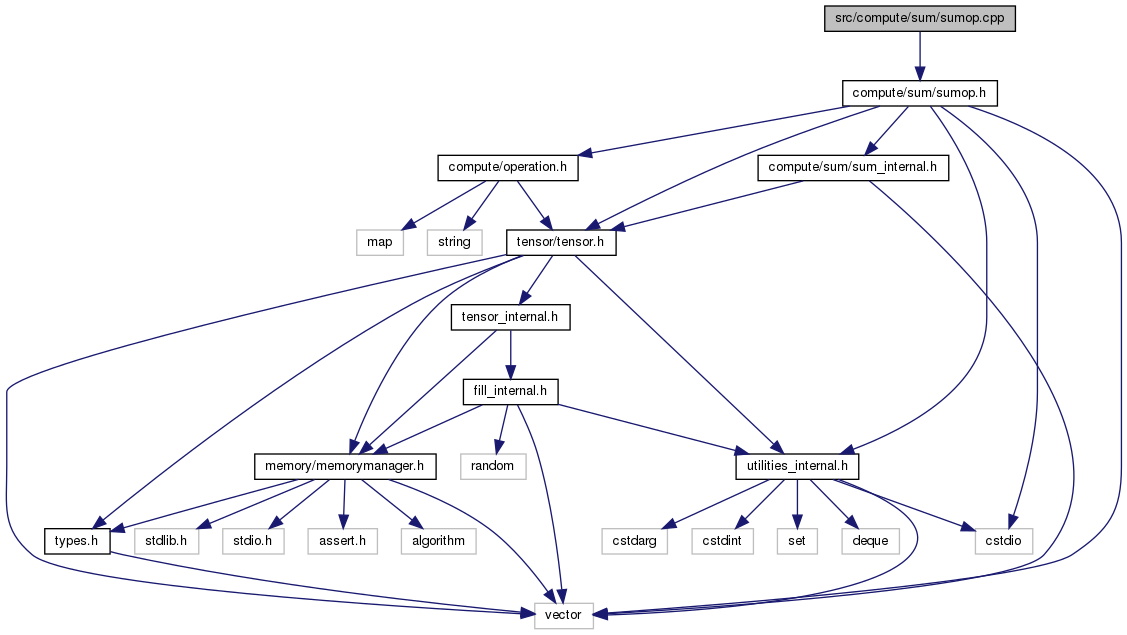 src/compute/sum/sumop.cpp
compute/sum/sumop.h
compute/operation.h
compute/sum/sum_internal.h
map
string
tensor/tensor.h
tensor_internal.h
fill_internal.h
memory/memorymanager.h
random
utilities_internal.h
types.h
stdlib.h
stdio.h
assert.h
algorithm
cstdarg
cstdint
set
deque
cstdio
vector